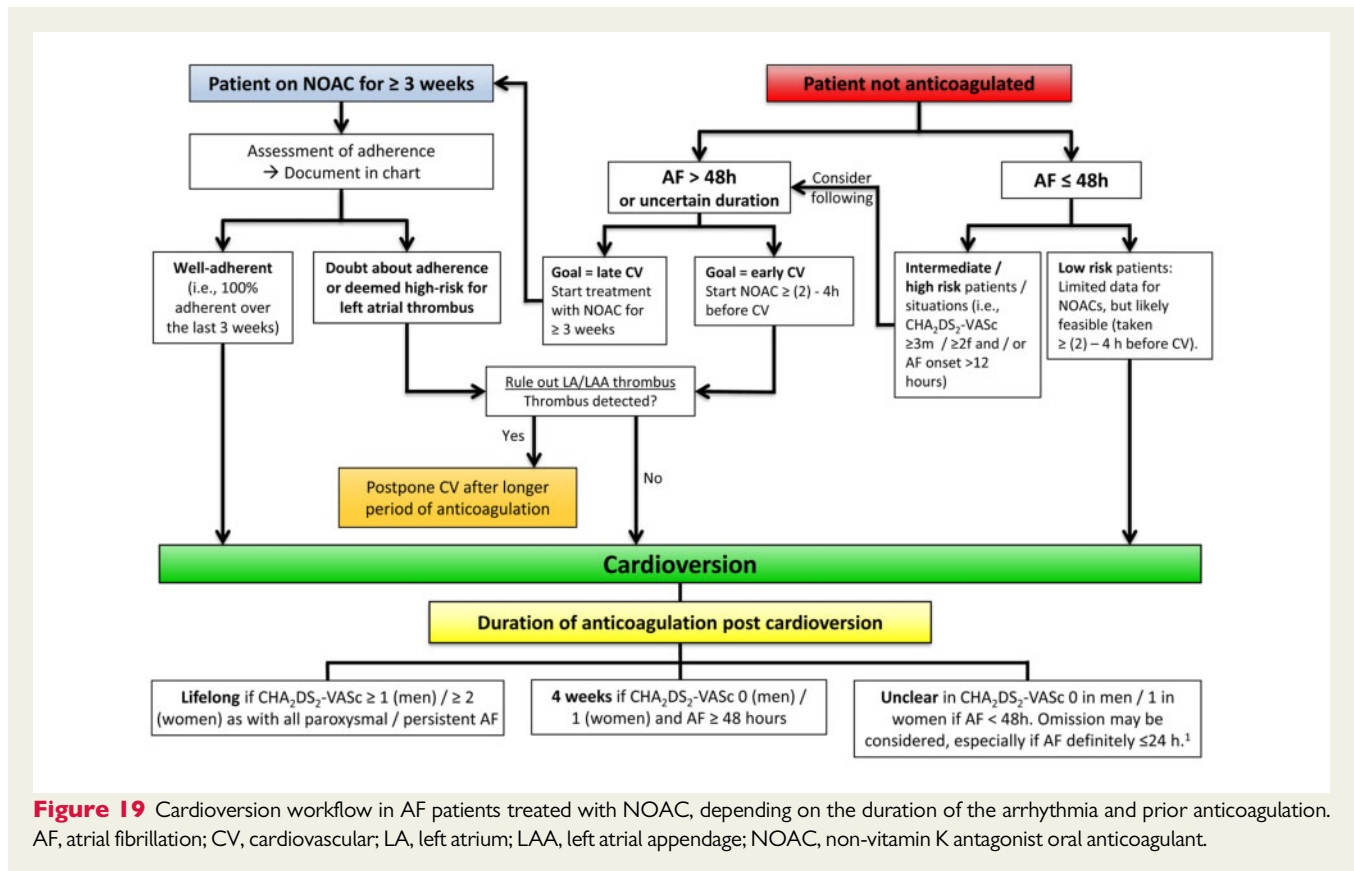 Patient on NOAC for ≥ 3 weeks
Patient not anticoagulated
Assessment of adherence
→ Document in chart
AF > 48h
or uncertain duration
Consider
following
AF ≤ 48h
Well-adherent
(i.e., 100%
adherent over
the last 3 weeks)
Doubt about adherence
or deemed high-risk for
left atrial thrombus
Goal = late CV
Start treatment
with NOAC for
≥ 3 weeks
Goal = early CV
Start NOAC ≥ (2) - 4h
before CV
Intermediate /
high risk patients /
situations (i.e.,
CHA₂DS₂-VASc
≥3m / ≥2f and / or
AF onset >12
hours)
Low risk patients:
Limited data for
NOACs, but likely
feasible (taken
≥ (2) – 4 h before CV).
Rule out LA/LAA thrombus
Thrombus detected?
Yes
No
Postpone CV after longer
period of anticoagulation
Cardioversion
Duration of anticoagulation post cardioversion
Lifelong if CHA₂DS₂-VASc ≥ 1 (men) / ≥ 2
(women) as with all paroxysmal / persistent AF
4 weeks if CHA₂DS₂-VASc 0 (men) /
1 (women) and AF ≥ 48 hours
Unclear in CHA₂DS₂-VASc 0 in men / 1 in
women if AF < 48h. Omission may be
considered, especially if AF definitely ≤24 h.¹
Figure 19 Cardioversion workflow in AF patients treated with NOAC, depending on the duration of the arrhythmia and prior anticoagulation.
AF, atrial fibrillation; CV, cardiovascular; LA, left atrium; LAA, left atrial appendage; NOAC, non-vitamin K antagonist oral anticoagulant.